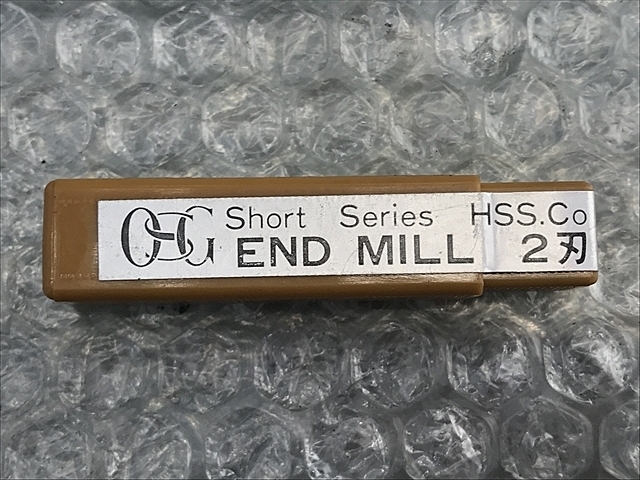 OSG
Short Series HSS.Co
END MILL 2刃